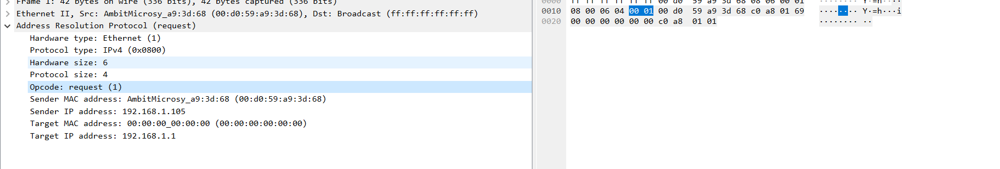 Frame 1: 42 bytes on wire (336 bits), 42 bytes captured (336 bits)
Ethernet II, Src: AmbitMicrosy_a9:3d:68 (00:d0:59:a9:3d:68), Dst: Broadcast (ff:ff:ff:ff:ff:ff)
Address Resolution Protocol (request)
Hardware type: Ethernet (1)
Protocol type: IPv4 (0x0800)
Hardware size: 6
Protocol size: 4
Opcode: request (1)
Sender MAC address: AmbitMicrosy_a9:3d:68 (00:d0:59:a9:3d:68)
Sender IP address: 192.168.1.105
Target MAC address: 00:00:00_00:00:00 (00:00:00:00:00:00)
Target IP address: 192.168.1.1
0000 ff ff ff ff ff ff 00 d0 59 a9 3d 68 08 06 00 01 ········ Y·=h····
0010 08 00 06 04 00 01 00 d0 59 a9 3d 68 c0 a8 01 69 ········ Y·=h···i
0020 00 00 00 00 00 00 c0 a8 01 01 ········ ··